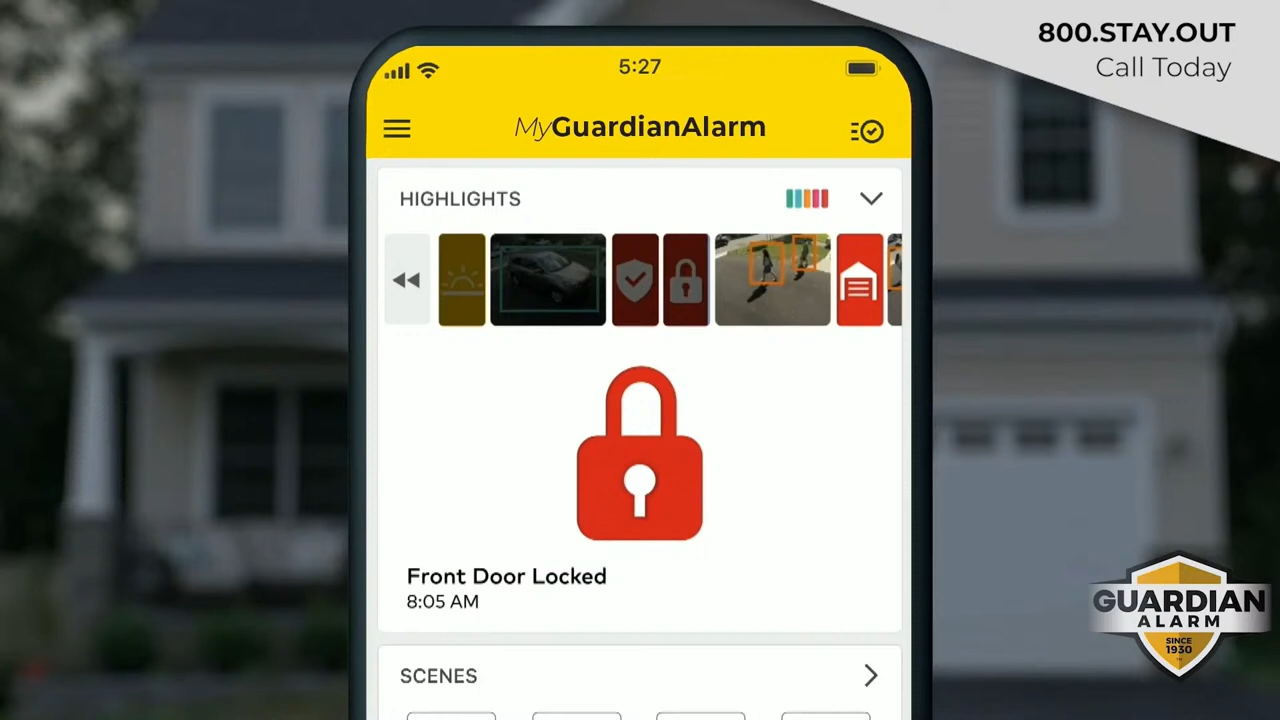 800.STAY.OUT
Call Today
5:27
MyGuardianAlarm
HIGHLIGHTS
Front Door Locked
8:05 AM
SCENES
GUARDIAN
ALARM
SINCE
1930